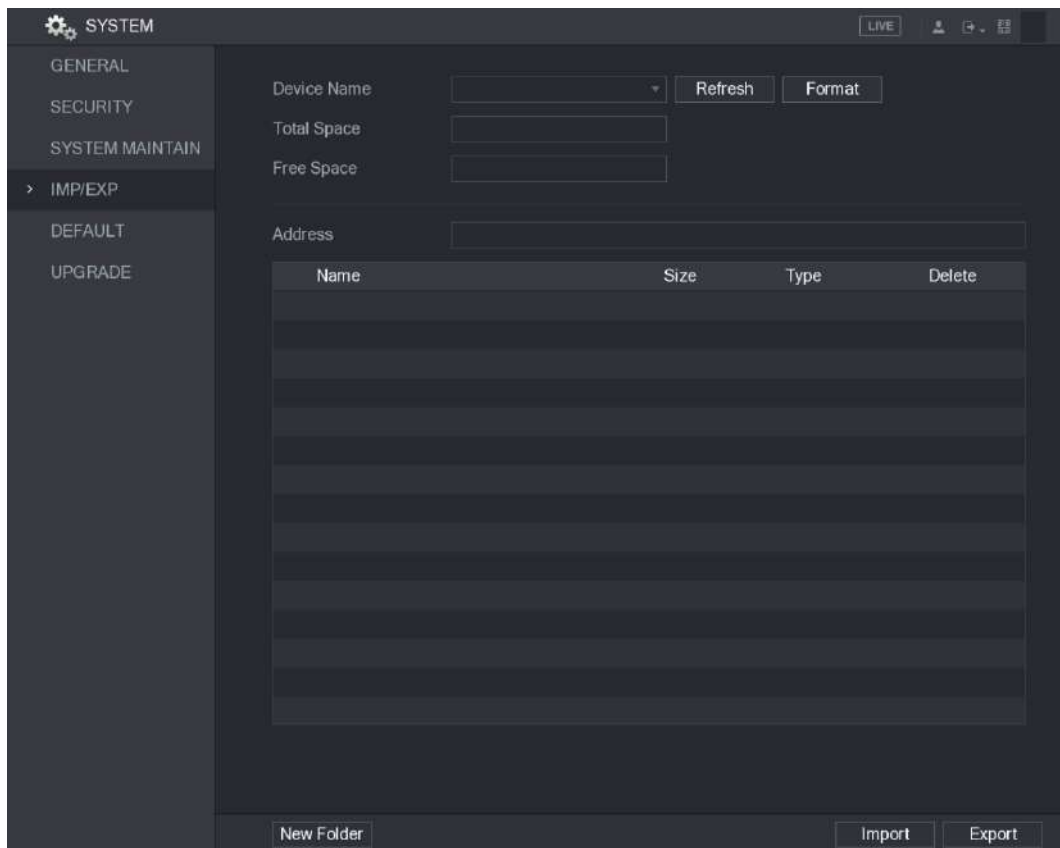 SYSTEM
LIVE
GENERAL
SECURITY
SYSTEM MAINTAIN
IMP/EXP
DEFAULT
UPGRADE
Device Name
Refresh
Format
Total Space
Free Space
Address
Name Size Type Delete
New Folder
Import
Export